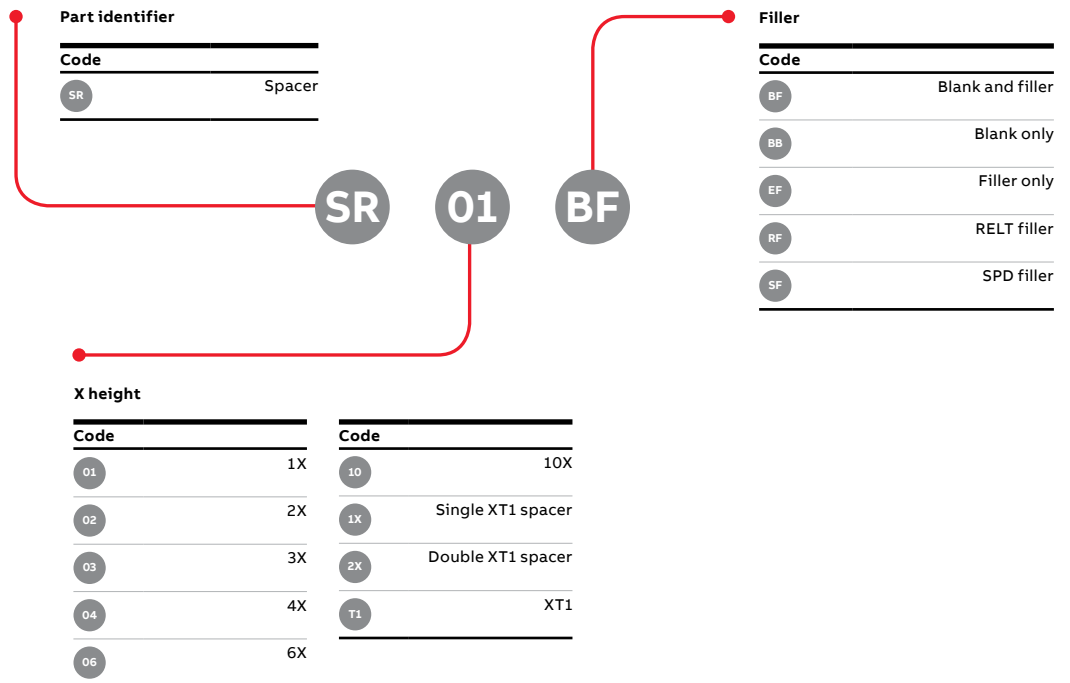 Part identifier
Code
SR Spacer
Filler
Code
BF Blank and filler
BB Blank only
EF Filler only
RF RELT filler
SF SPD filler
SR 01 BF
X height
Code
01 1X
02 2X
03 3X
04 4X
06 6X
Code
10 10X
1X Single XT1 spacer
2X Double XT1 spacer
T1 XT1